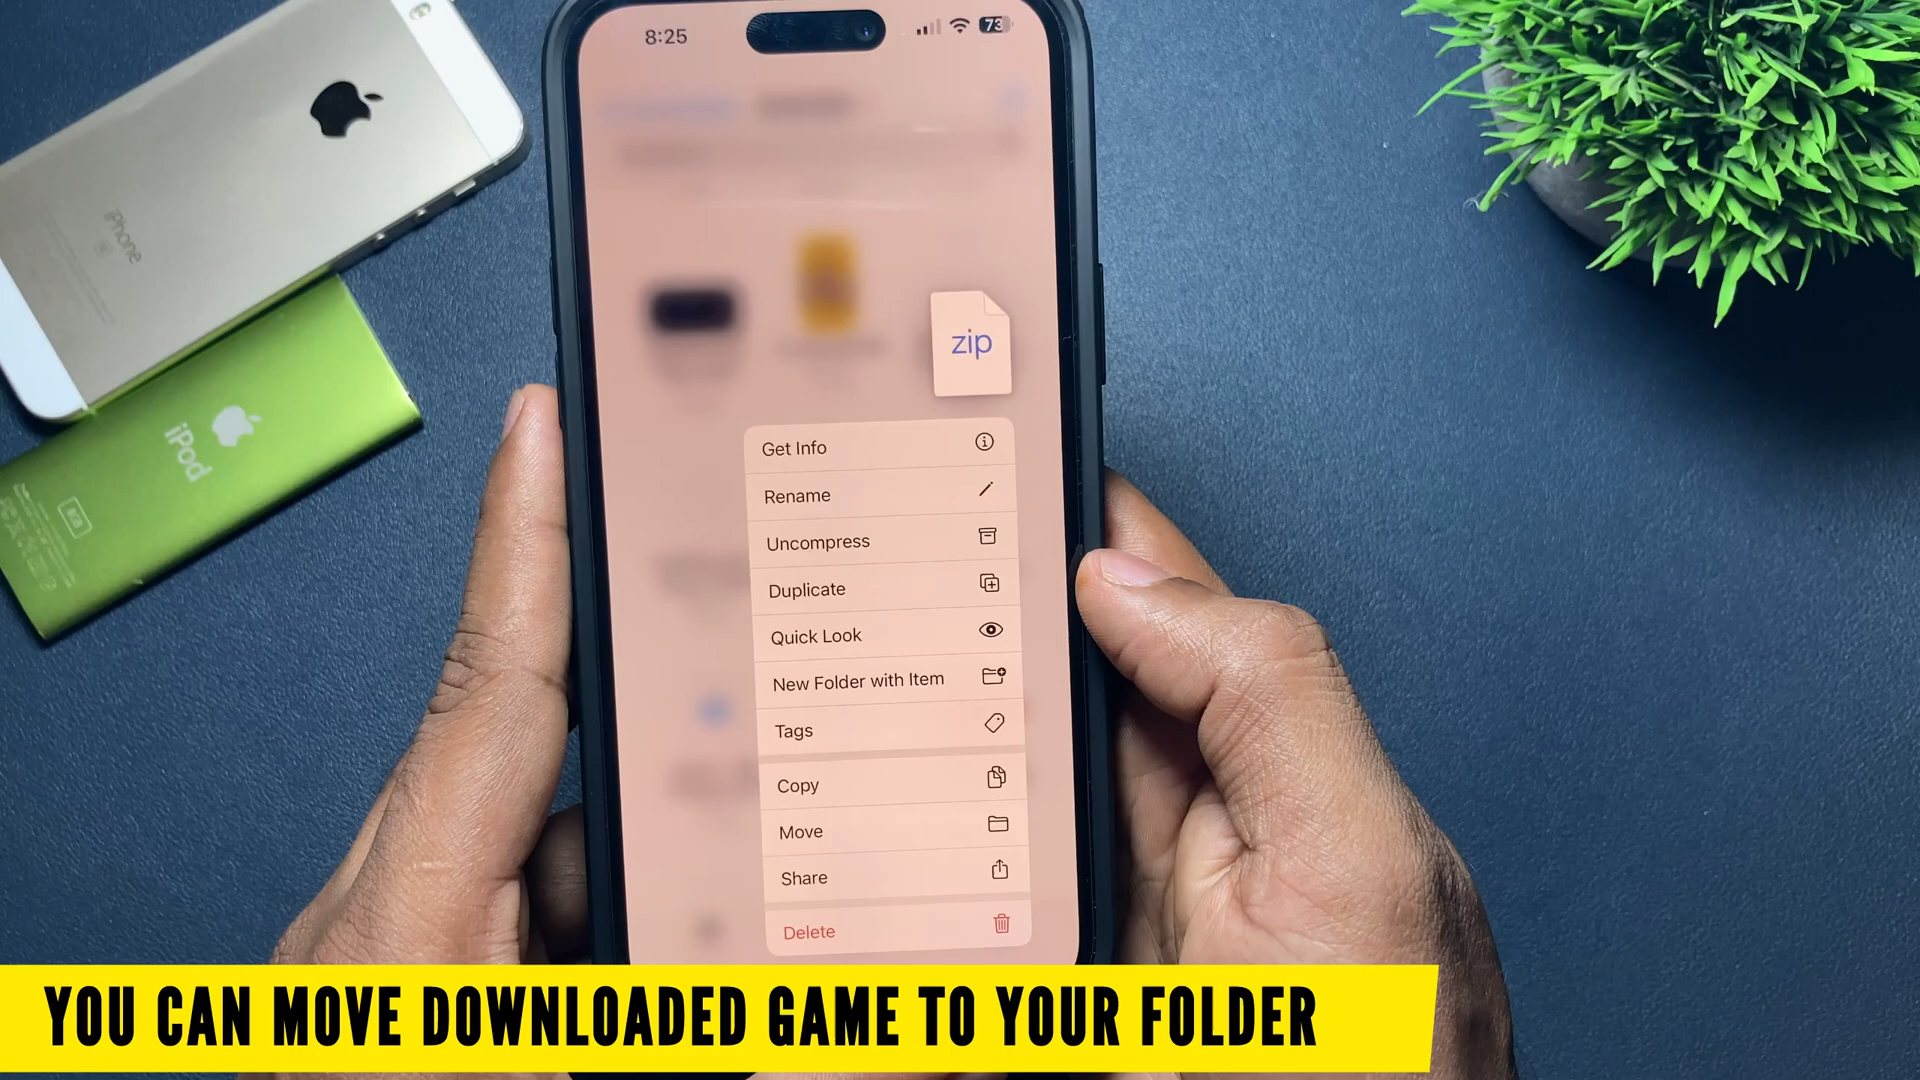 8:25
73
iPhone
iPod
8GB
zip
Get Info
Rename
Uncompress
Duplicate
Quick Look
New Folder with Item
Tags
Copy
Move
Share
Delete
YOU CAN MOVE DOWNLOADED GAME TO YOUR FOLDER